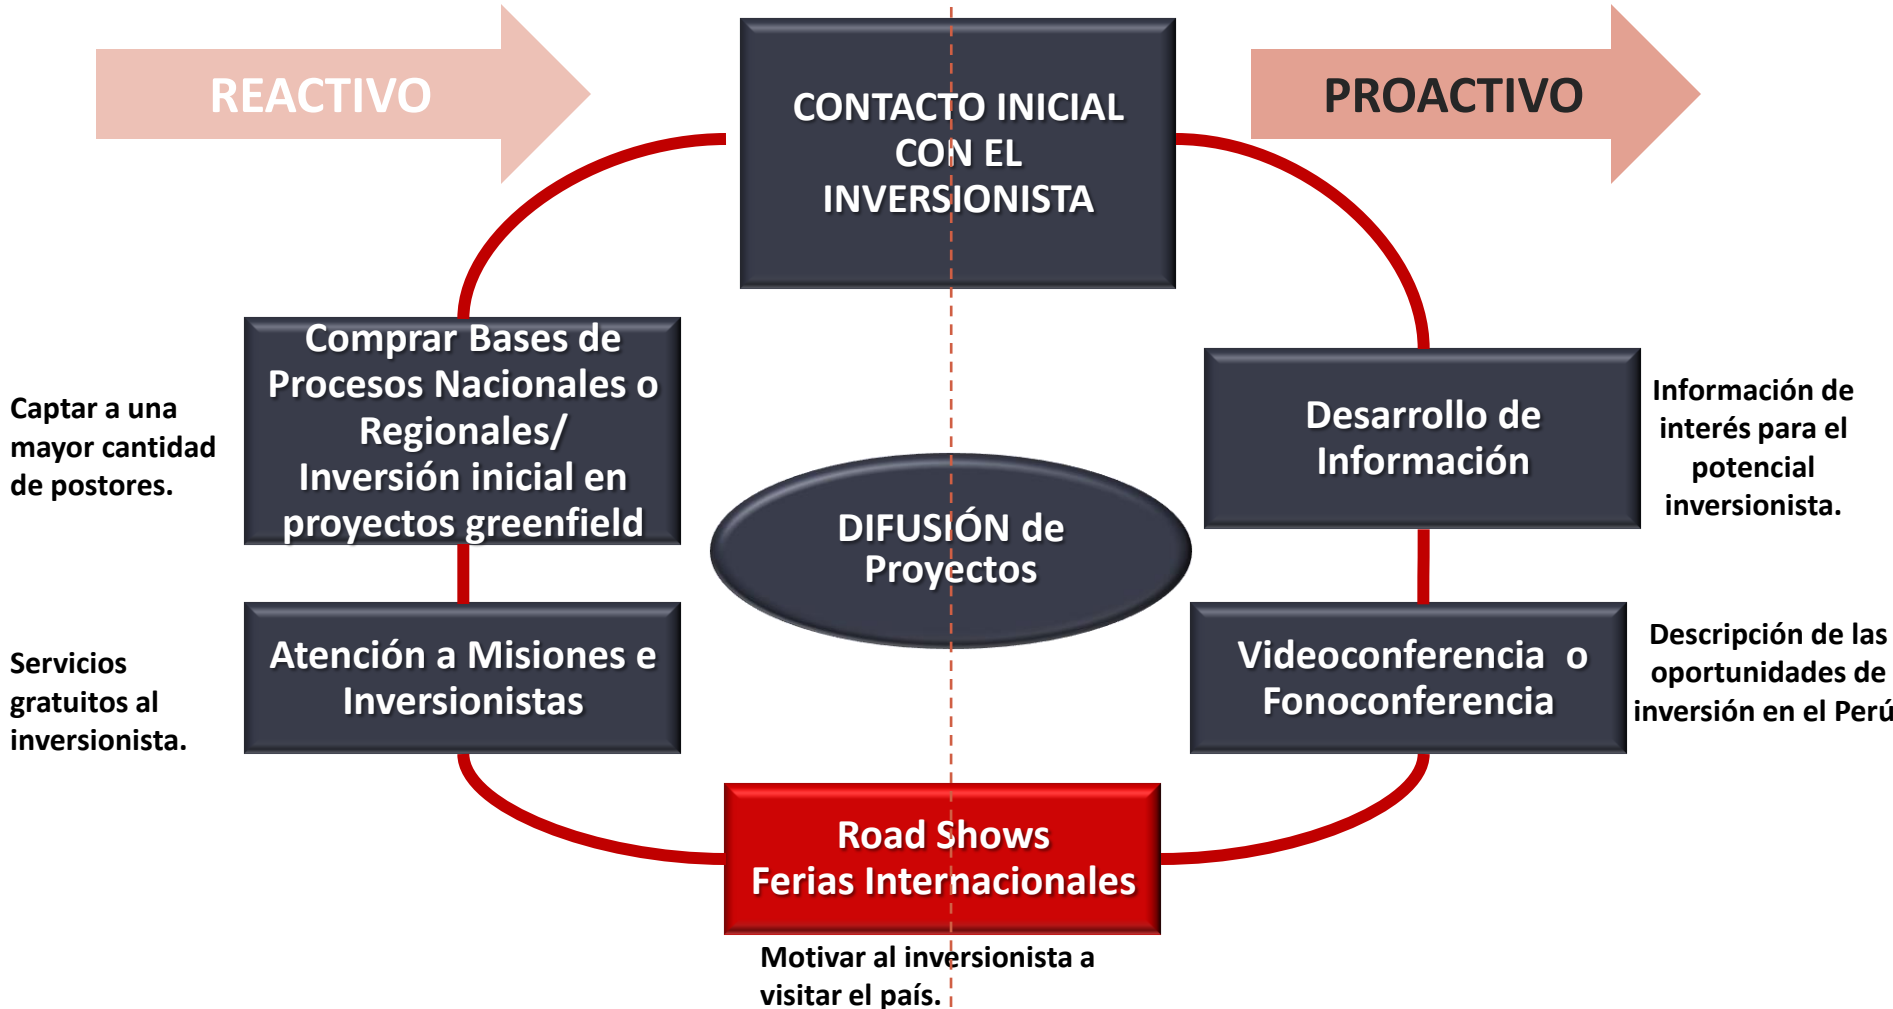 REACTIVO
CONTACTO INICIAL
CON EL
INVERSIONISTA
PROACTIVO
Comprar Bases de
Procesos Nacionales o
Regionales/
Inversión inicial en
proyectos greenfield
Captar a una
mayor cantidad
de postores.
Desarrollo de
Información
Información de
interés para el
potencial
inversionista.
DIFUSIÓN de
Proyectos
Servicios
gratuitos al
inversionista.
Atención a Misiones e
Inversionistas
Videoconferencia o
Fonoconferencia
Descripción de las
oportunidades de
inversión en el Perú
Road Shows
Ferias Internacionales
Motivar al inversionista a
visitar el país.